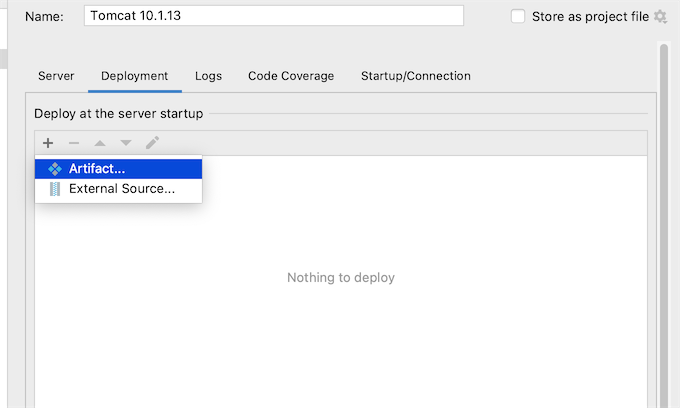 Name: Tomcat 10.1.13 Store as project file
Server Deployment Logs Code Coverage Startup/Connection
Deploy at the server startup
Artifact...
External Source...
Nothing to deploy